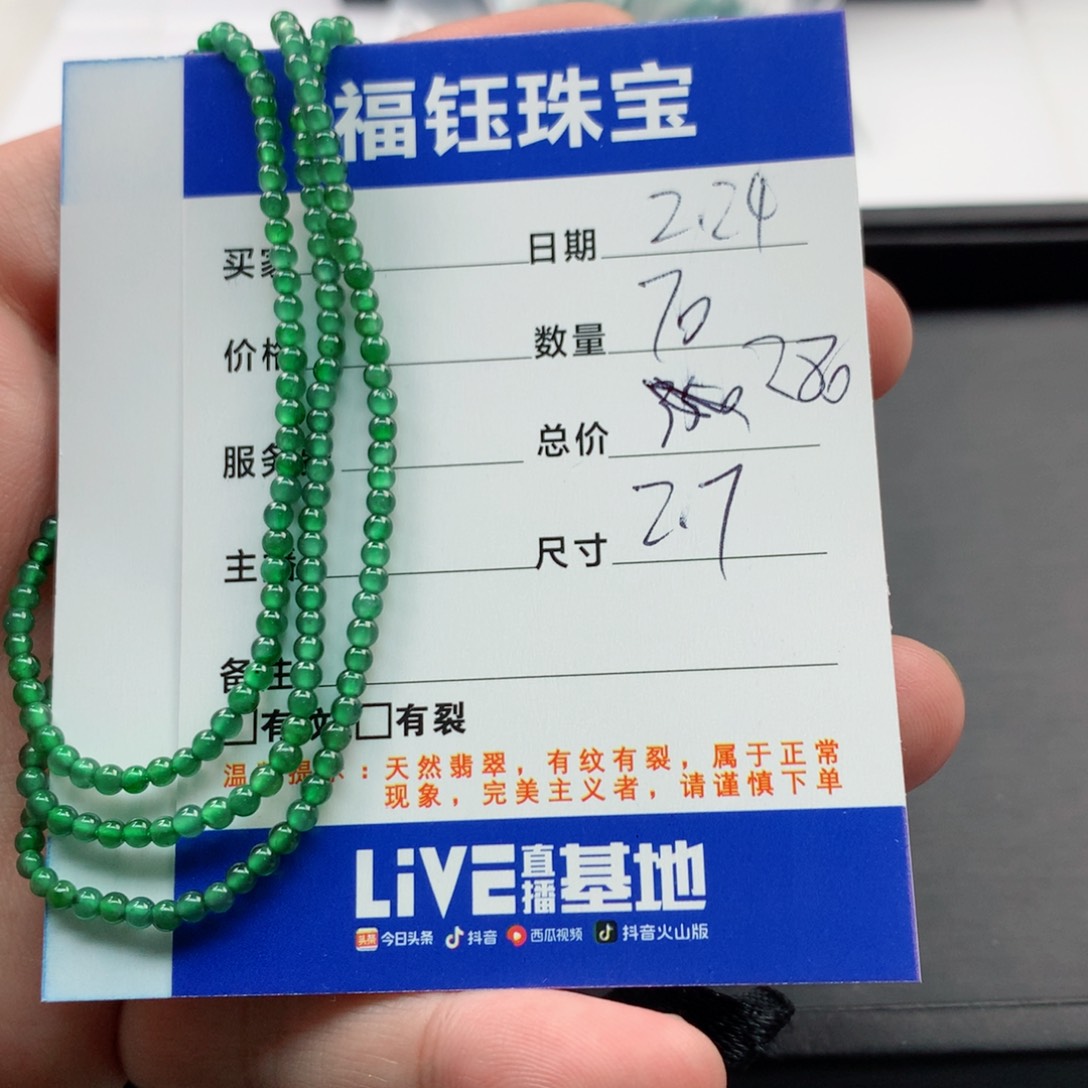 福钰珠宝
买家 日期 2.24
价格 数量 70
总价 280
服务
主 尺寸 2.7
备注
□有纹 □有裂
温馨提示：天然翡翠，有纹有裂，属于正常
现象，完美主义者，请谨慎下单
LiVE直播基地
头条 今日头条 抖音 西瓜视频 抖音火山版